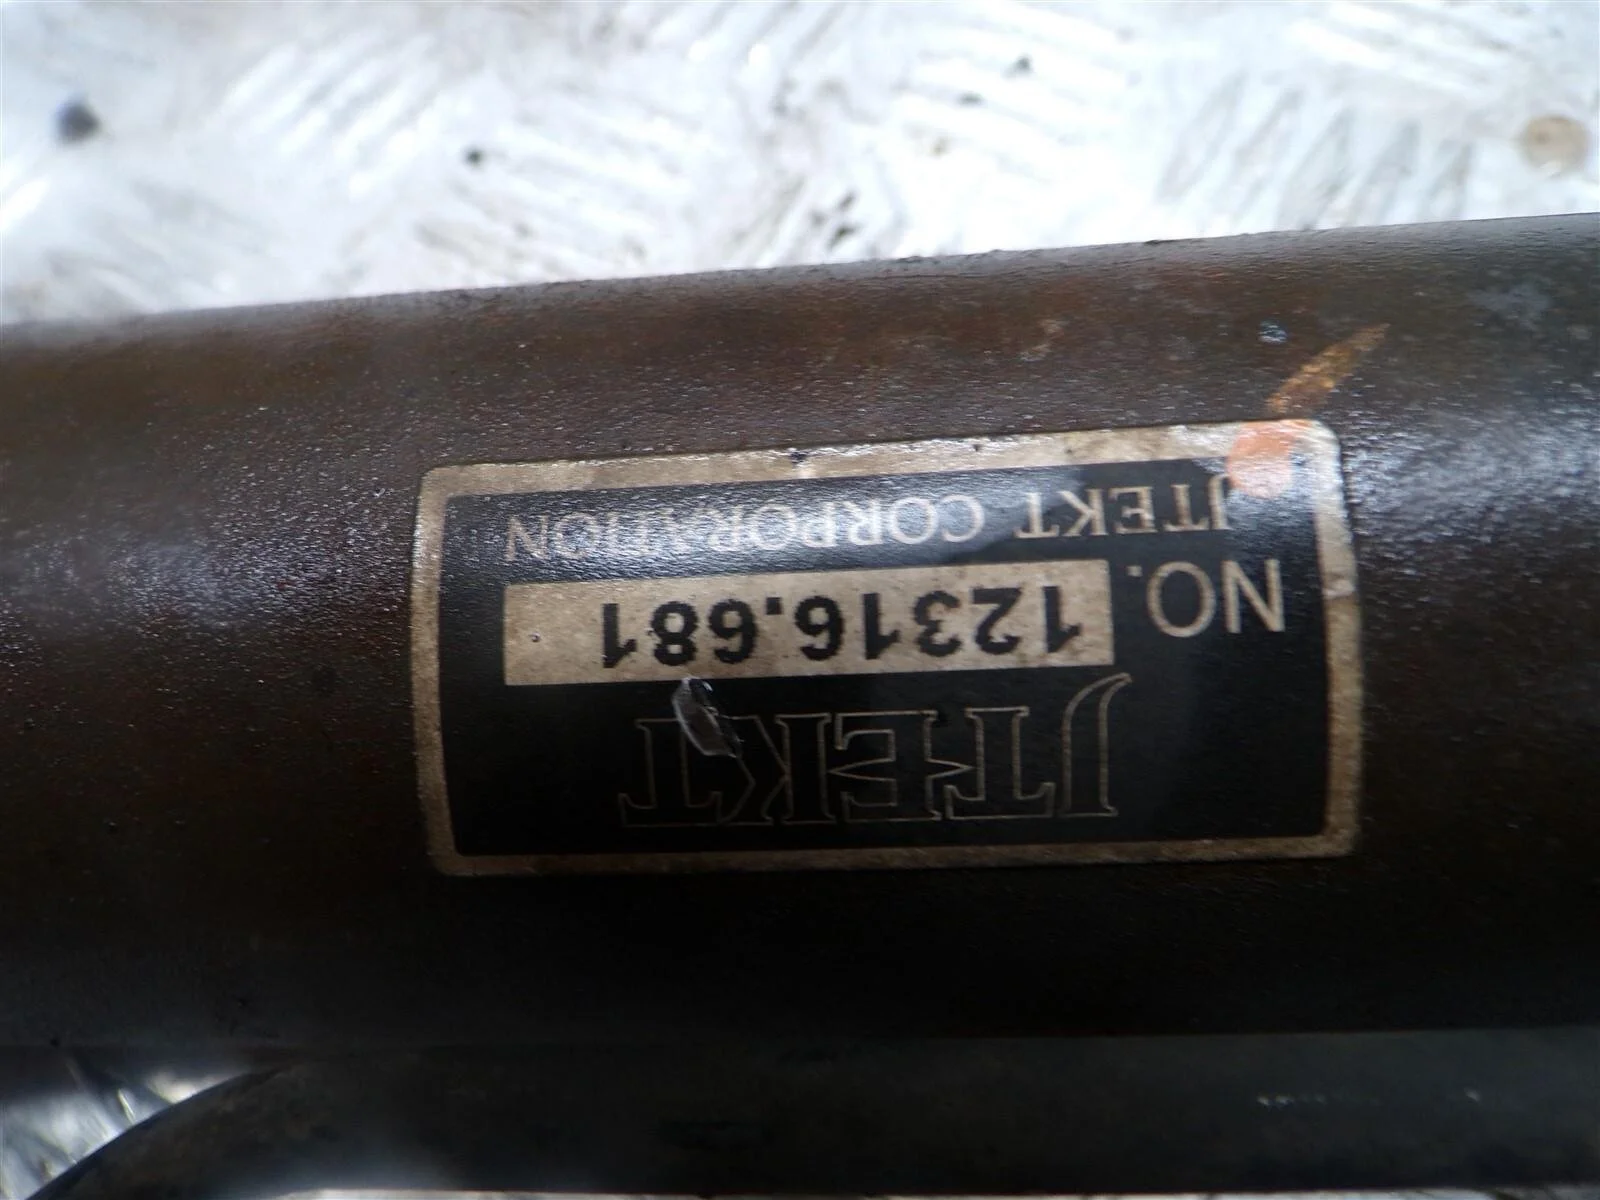 JTEKT
NO. 12316.681
JTEKT CORPORATION